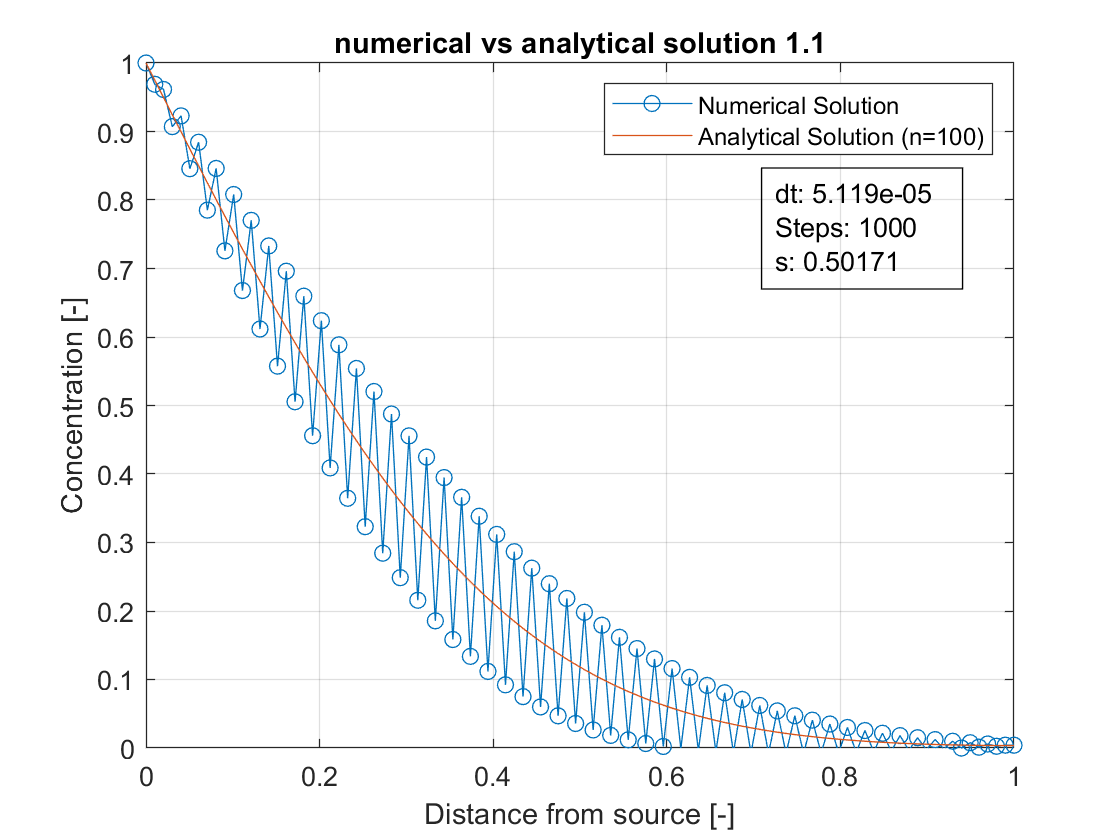 numerical vs analytical solution 1.1
1
0.9
0.8
0.7
0.6
0.5
0.4
0.3
0.2
0.1
0
Concentration [-]
Numerical Solution
Analytical Solution (n=100)
dt: 5.119e-05
Steps: 1000
s: 0.50171
0 0.2 0.4 0.6 0.8 1
Distance from source [-]